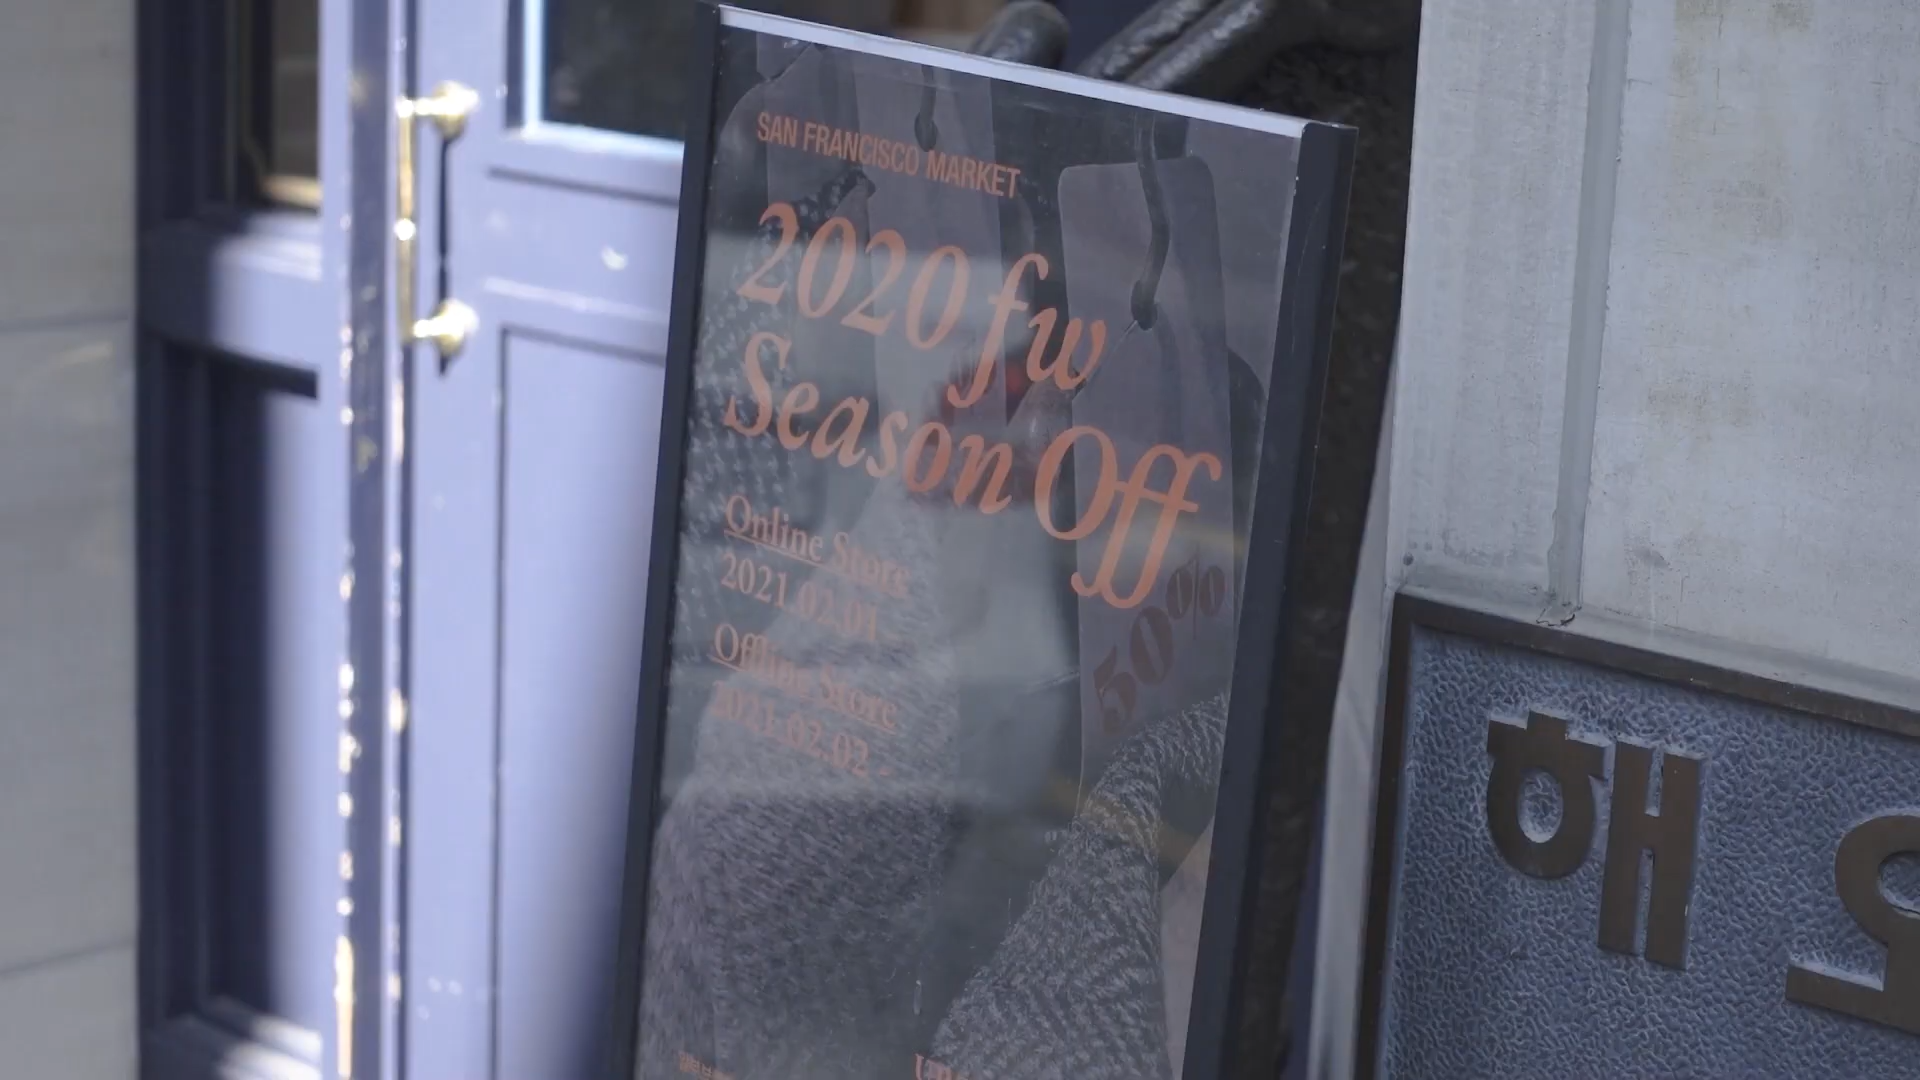 SAN FRANCISCO MARKET
2020 fw
Season Off
Online Store
2021.02.01 -
Offline Store
2021.02.02 -
50%
해오